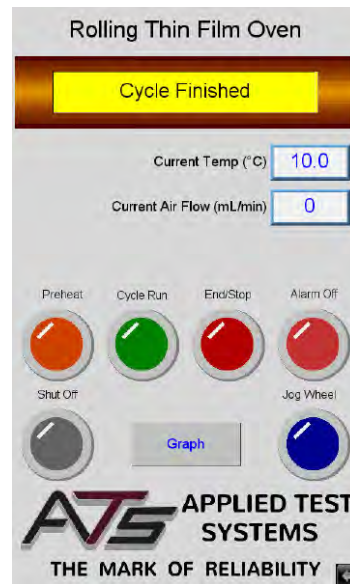 Rolling Thin Film Oven
Cycle Finished
Current Temp (°C) 10.0
Current Air Flow (mL/min) 0
Preheat Cycle Run End/Stop Alarm Off
Shut Off Jog Wheel
Graph
ATS APPLIED TEST
SYSTEMS
THE MARK OF RELIABILITY